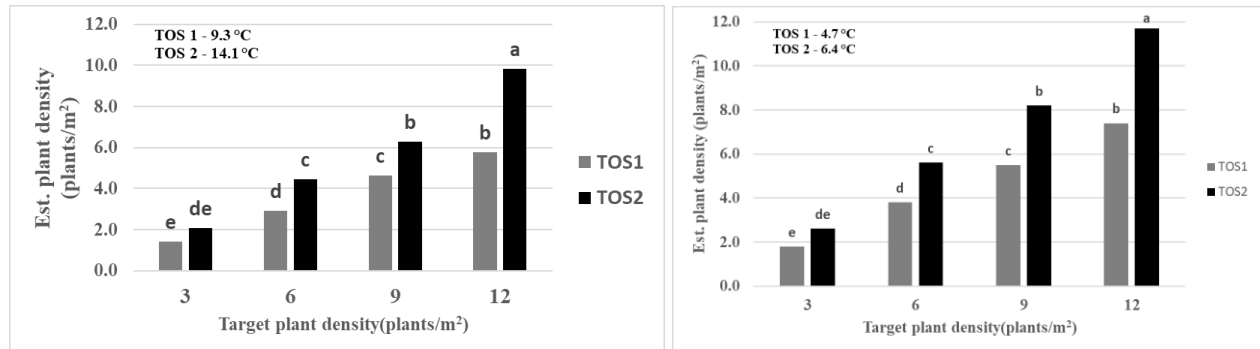 12.0
10.0
8.0
6.0
4.0
2.0
0.0
Est. plant density
(plants/m²)
TOS 1 - 9.3 °C
TOS 2 - 14.1 °C
e
de
d
c
c
b
b
a
3
6
9
12
Target plant density(plants/m²)
TOS1
TOS2
12.0
10.0
8.0
6.0
4.0
2.0
0.0
Est. plant density (plants/m²)
TOS 1 - 4.7 °C
TOS 2 - 6.4 °C
e
de
d
c
c
b
b
a
3
6
9
12
Target plant density(plants/m²)
TOS1
TOS2